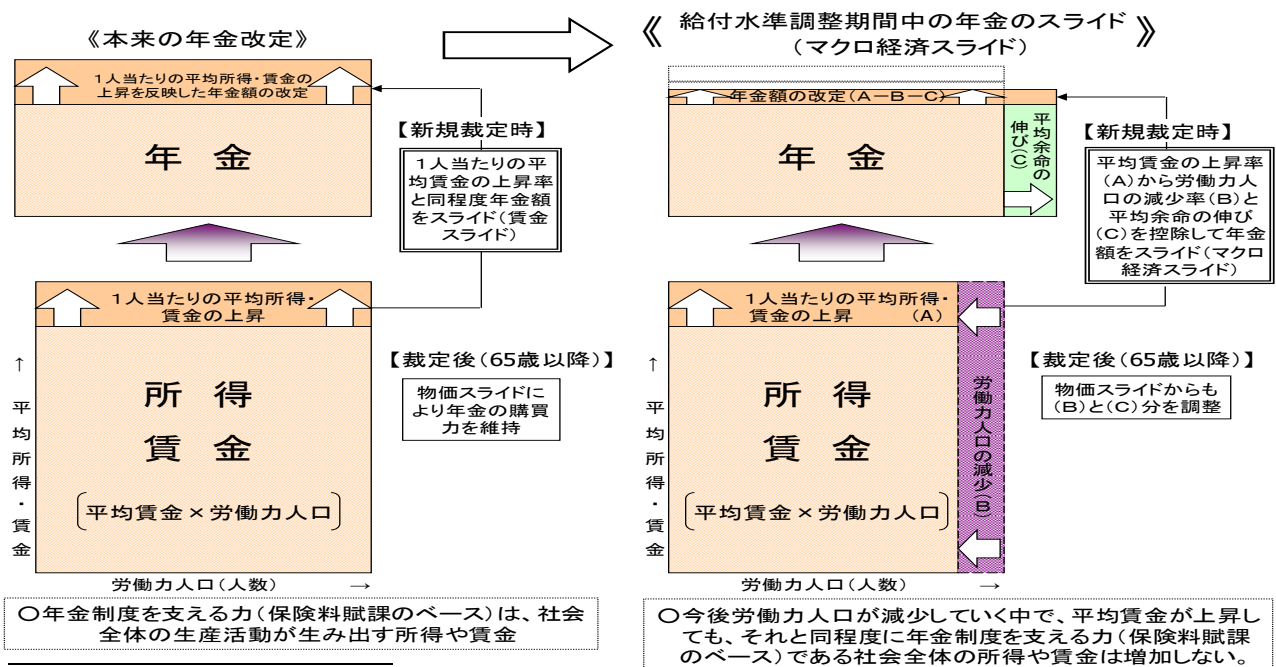 《本来の年金改定》
1人当たりの平均所得・賃金の
上昇を反映した年金額の改定
年 金
【新規裁定時】
1人当たりの平
均賃金の上昇率
と同程度年金額
をスライド(賃金
スライド)
1人当たりの平均所得・
賃金の上昇
所 得
賃 金
平均賃金×労働力人口
↑平均所得・賃金
労働力人口(人数) →
【裁定後(65歳以降)】
物価スライドに
より年金の購買
力を維持
〇年金制度を支える力(保険料賦課のベース)は、社会
全体の生産活動が生み出す所得や賃金
《 給付水準調整期間中の年金のスライド 》
(マクロ経済スライド)
年金額の改定(A-B-C)
年 金
平均余命の
伸び(C)
【新規裁定時】
平均賃金の上昇率
(A)から労働力人
口の減少率(B)と
平均余命の伸び
(C)を控除して年金
額をスライド(マクロ
経済スライド)
1人当たりの平均所得・
賃金の上昇 (A)
所 得
賃 金
平均賃金×労働力人口
労働力人口の減少(B)
↑平均所得・賃金
労働力人口(人数) →
【裁定後(65歳以降)】
物価スライドからも
(B)と(C)分を調整
〇今後労働力人口が減少していく中で、平均賃金が上昇し
ても、それと同程度に年金制度を支える力(保険料賦課
のベース)である社会全体の所得や賃金は増加しない。